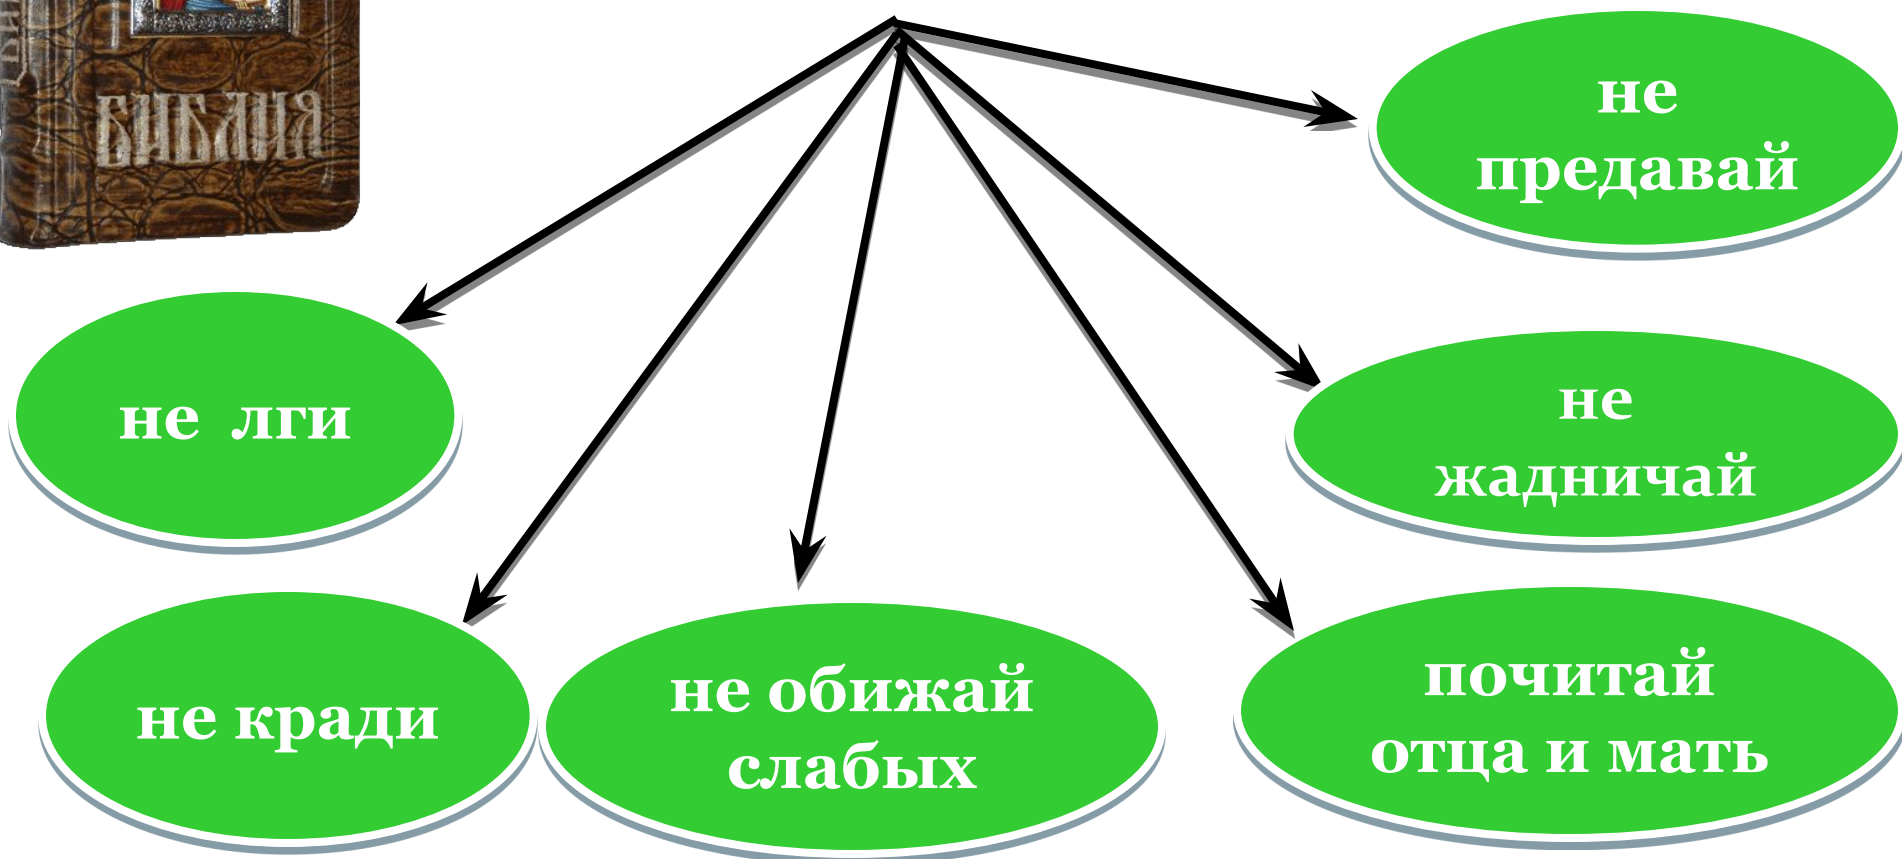 БИБЛИЯ
не
предавай
не лги
не
жадничай
не кради
не обижай
слабых
почитай
отца и мать